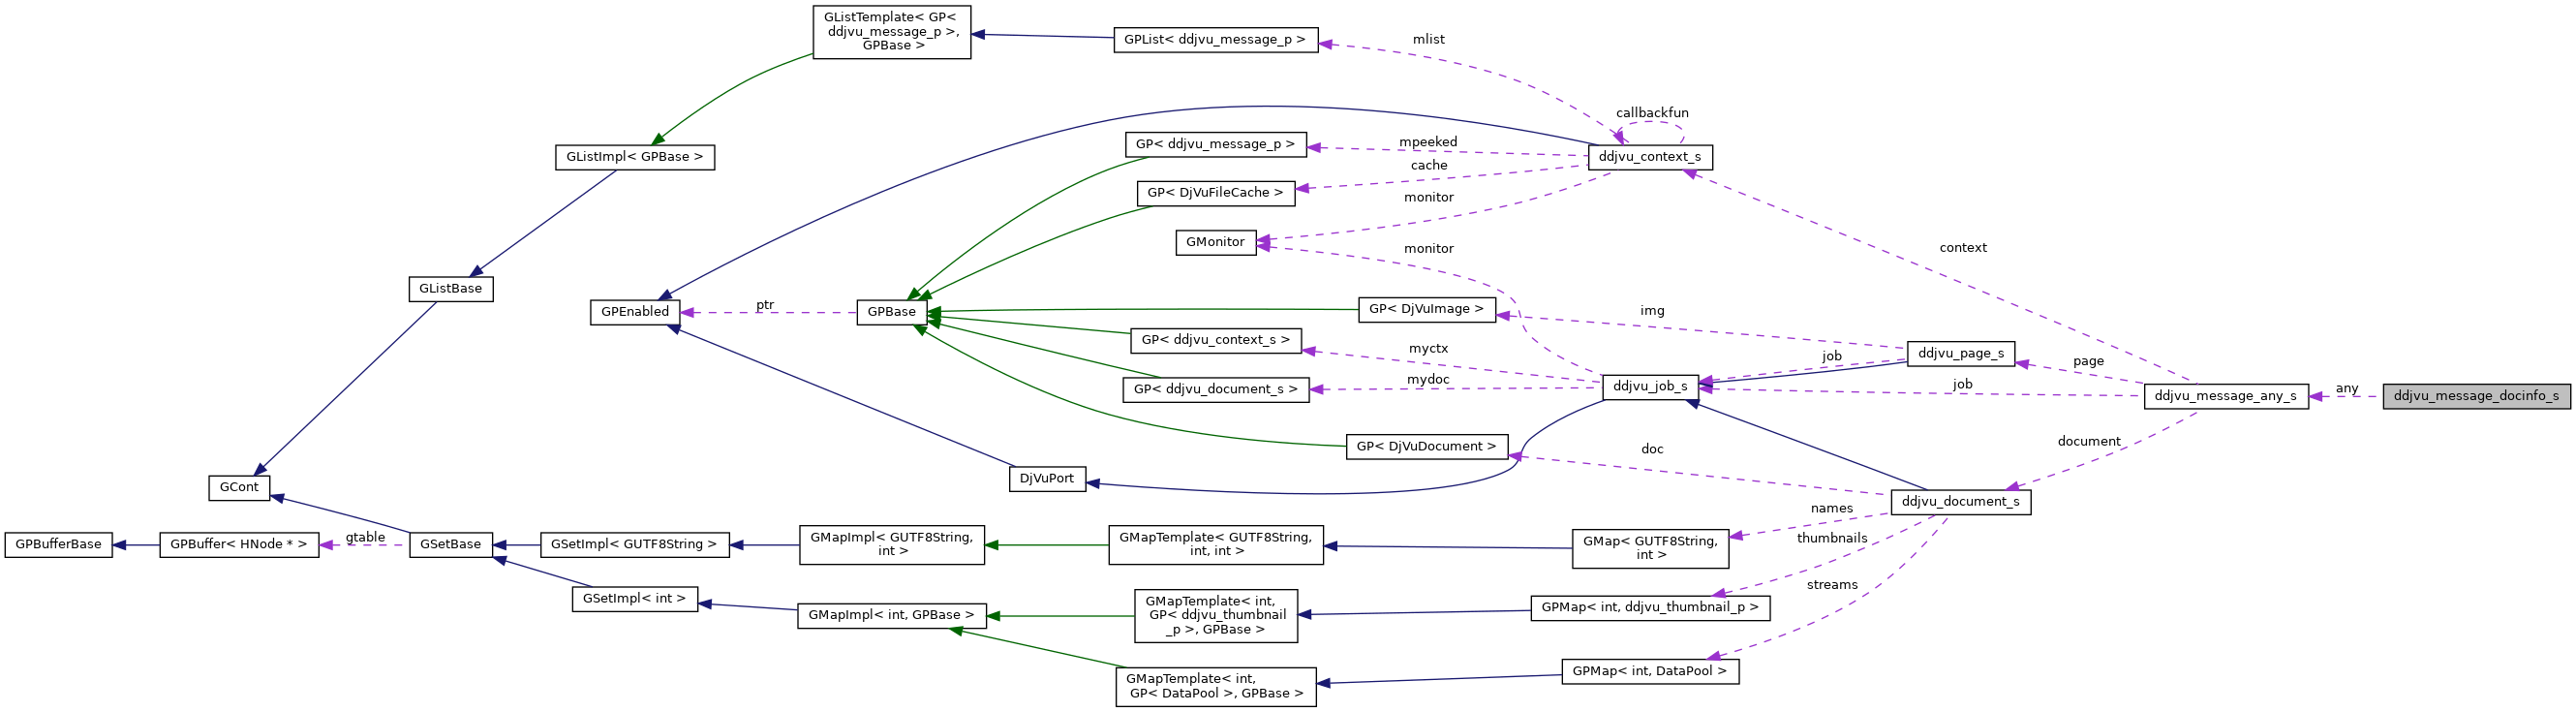 GListTemplate< GP<
ddjvu_message_p >,
GPBase >
GPList< ddjvu_message_p >
mlist
callbackfun
GListImpl< GPBase >
GP< ddjvu_message_p >
mpeeked
ddjvu_context_s
cache
GP< DjVuFileCache >
monitor
GMonitor
monitor
context
GListBase
GPEnabled
ptr
GPBase
GP< DjVuImage >
img
GP< ddjvu_context_s >
myctx
job
ddjvu_page_s
page
GP< ddjvu_document_s >
mydoc
ddjvu_job_s
job
ddjvu_message_any_s
any
ddjvu_message_docinfo_s
GP< DjVuDocument >
doc
document
GCont
DjVuPort
ddjvu_document_s
names
GPBufferBase
GPBuffer< HNode * >
gtable
GSetBase
GSetImpl< GUTF8String >
GMapImpl< GUTF8String,
int >
GMapTemplate< GUTF8String,
int, int >
GMap< GUTF8String,
int >
thumbnails
streams
GSetImpl< int >
GMapImpl< int, GPBase >
GMapTemplate< int,
GP< ddjvu_thumbnail
_p >, GPBase >
GPMap< int, ddjvu_thumbnail_p >
GMapTemplate< int,
GP< DataPool >, GPBase >
GPMap< int, DataPool >